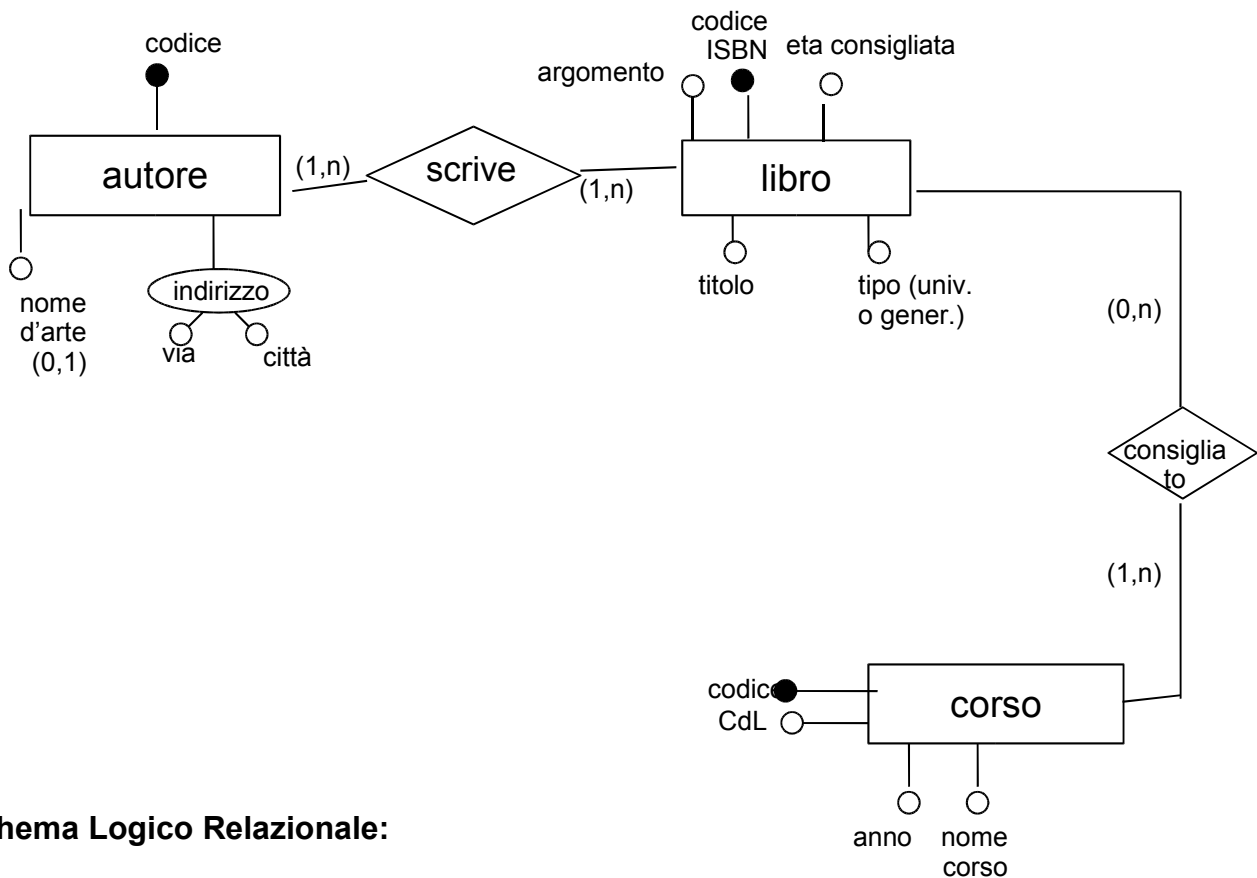 codice
codice
ISBN
eta consigliata
argomento
autore
(1,n)
scrive
(1,n)
libro
nome
d'arte
(0,1)
indirizzo
via
città
titolo
tipo (univ.
o gener.)
(0,n)
consiglia
to
(1,n)
codice
CdL
corso
anno
nome
corso
hema Logico Relazionale: